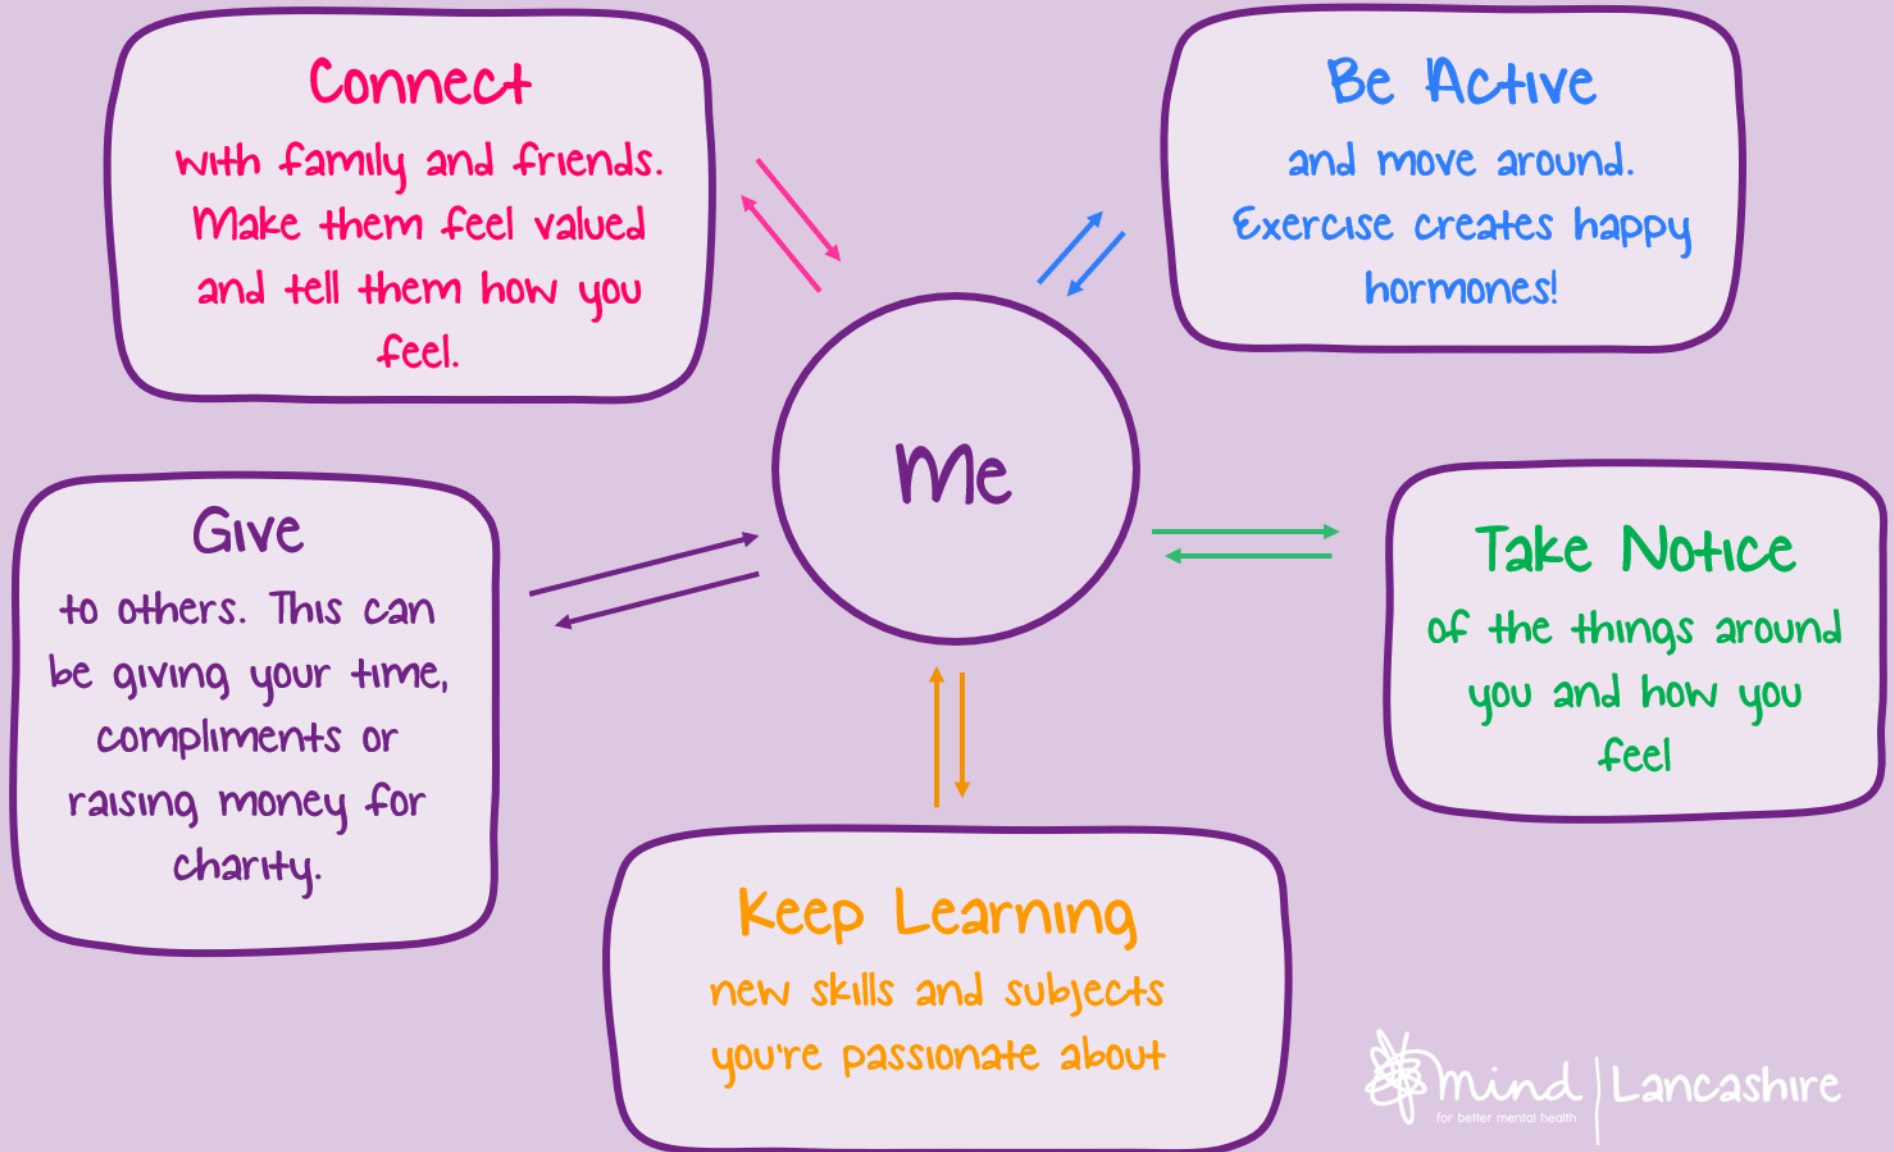 Connect
with family and friends.
Make them feel valued
and tell them how you
feel.
Be Active
and move around.
Exercise creates happy
hormones!
Me
Give
to others. This can
be giving your time,
compliments or
raising money for
charity.
Take Notice
of the things around
you and how you
feel
Keep Learning
new skills and subjects
you're passionate about
mind | Lancashire
for better mental health